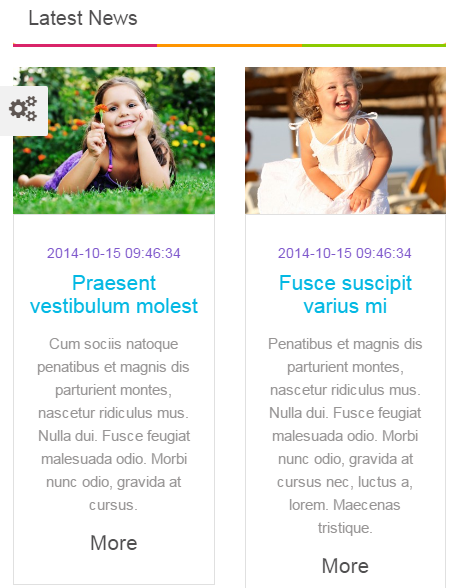 Latest News
2014-10-15 09:46:34
Praesent
vestibulum molest
Cum sociis natoque
penatibus et magnis dis
parturient montes,
nascetur ridiculus mus.
Nulla dui. Fusce feugiat
malesuada odio. Morbi
nunc odio, gravida at
cursus.
More
2014-10-15 09:46:34
Fusce suscipit
varius mi
Penatibus et magnis dis
parturient montes,
nascetur ridiculus mus.
Nulla dui. Fusce feugiat
malesuada odio. Morbi
nunc odio, gravida at
cursus nec, luctus a,
lorem. Maecenas
tristique.
More